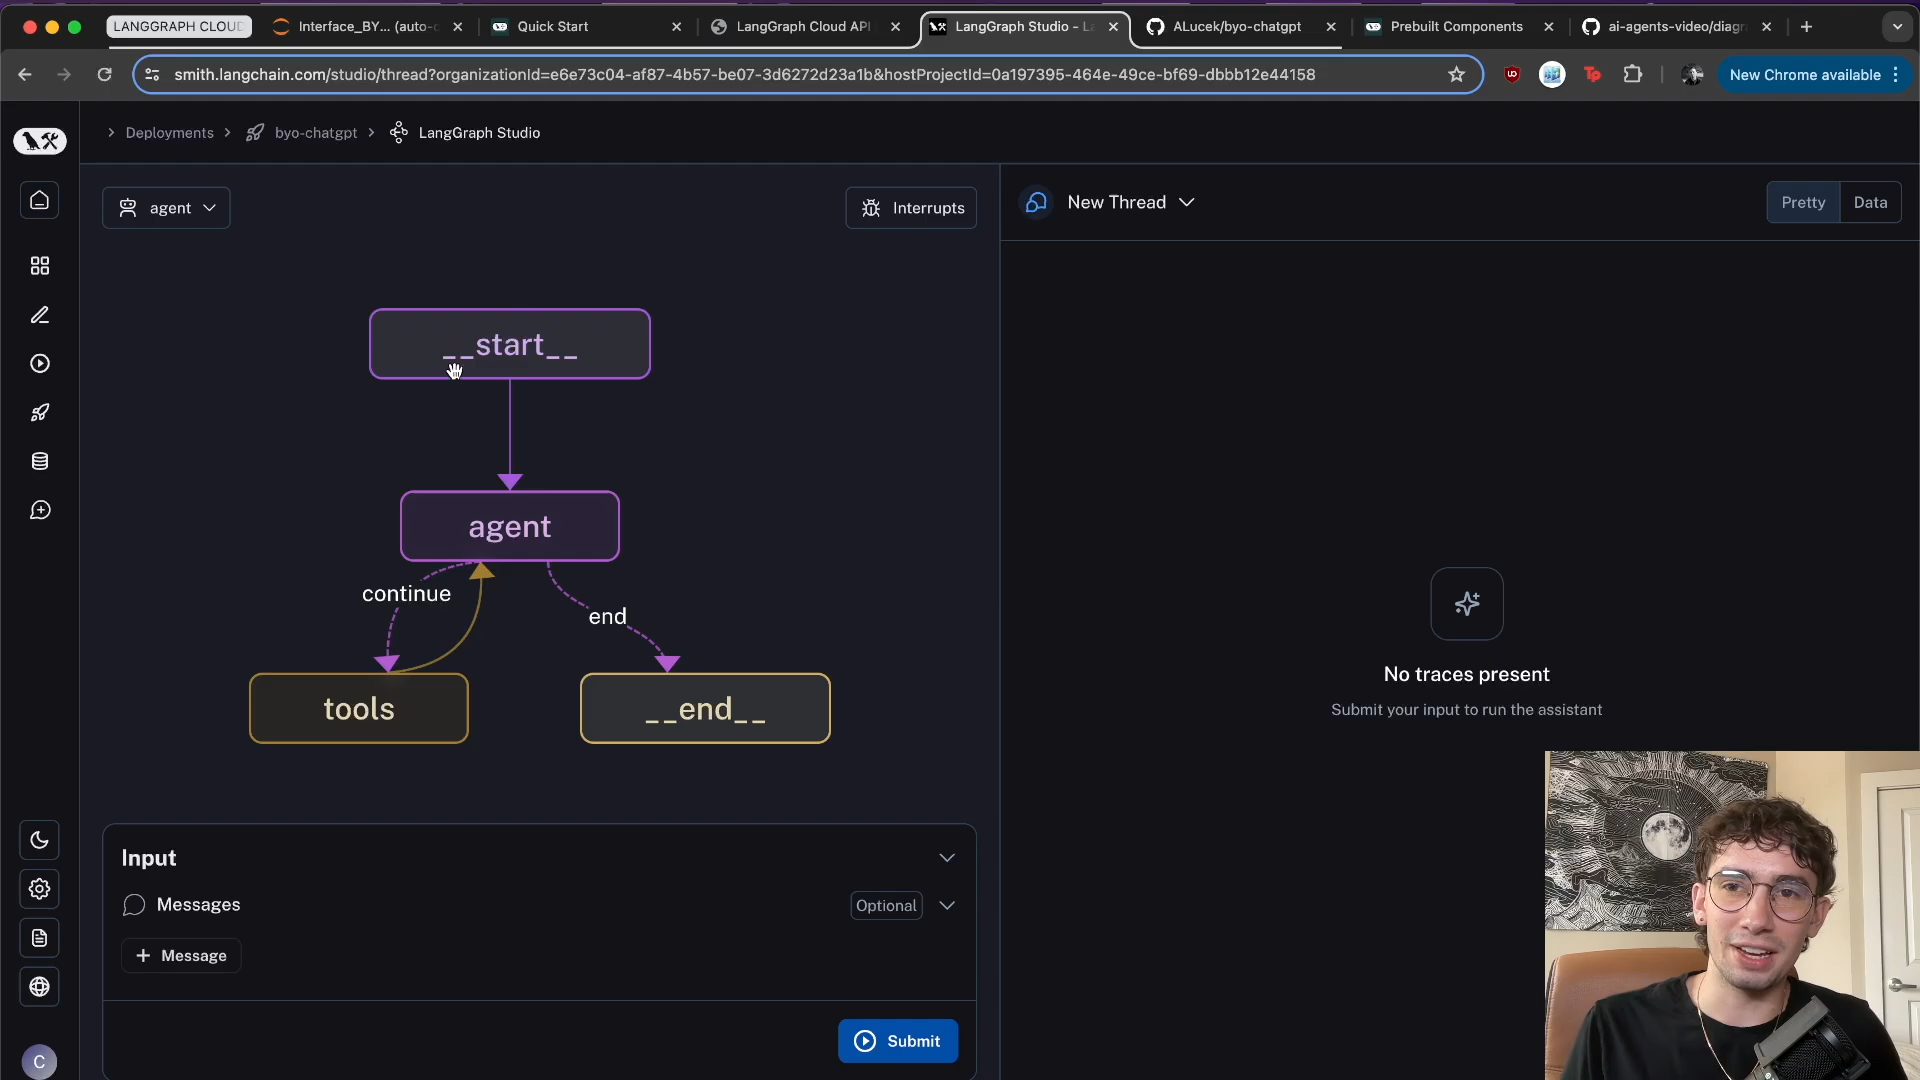 LANGGRAPH CLOUD
Interface_BY... (auto-
Quick Start
LangGraph Cloud API
LangGraph Studio - La
ALucek/byo-chatgpt
Prebuilt Components
ai-agents-video/diagr
smith.langchain.com/studio/thread?organizationId=e6e73c04-af87-4b57-be07-3d6272d23a1b&hostProjectId=0a197395-464e-49ce-bf69-dbbb12e44158
Tp
New Chrome available
Deployments
byo-chatgpt
LangGraph Studio
agent
Interrupts
New Thread
Pretty
Data
__start__
agent
continue
end
tools
__end__
No traces present
Submit your input to run the assistant
Input
Messages
Optional
+ Message
Submit
C